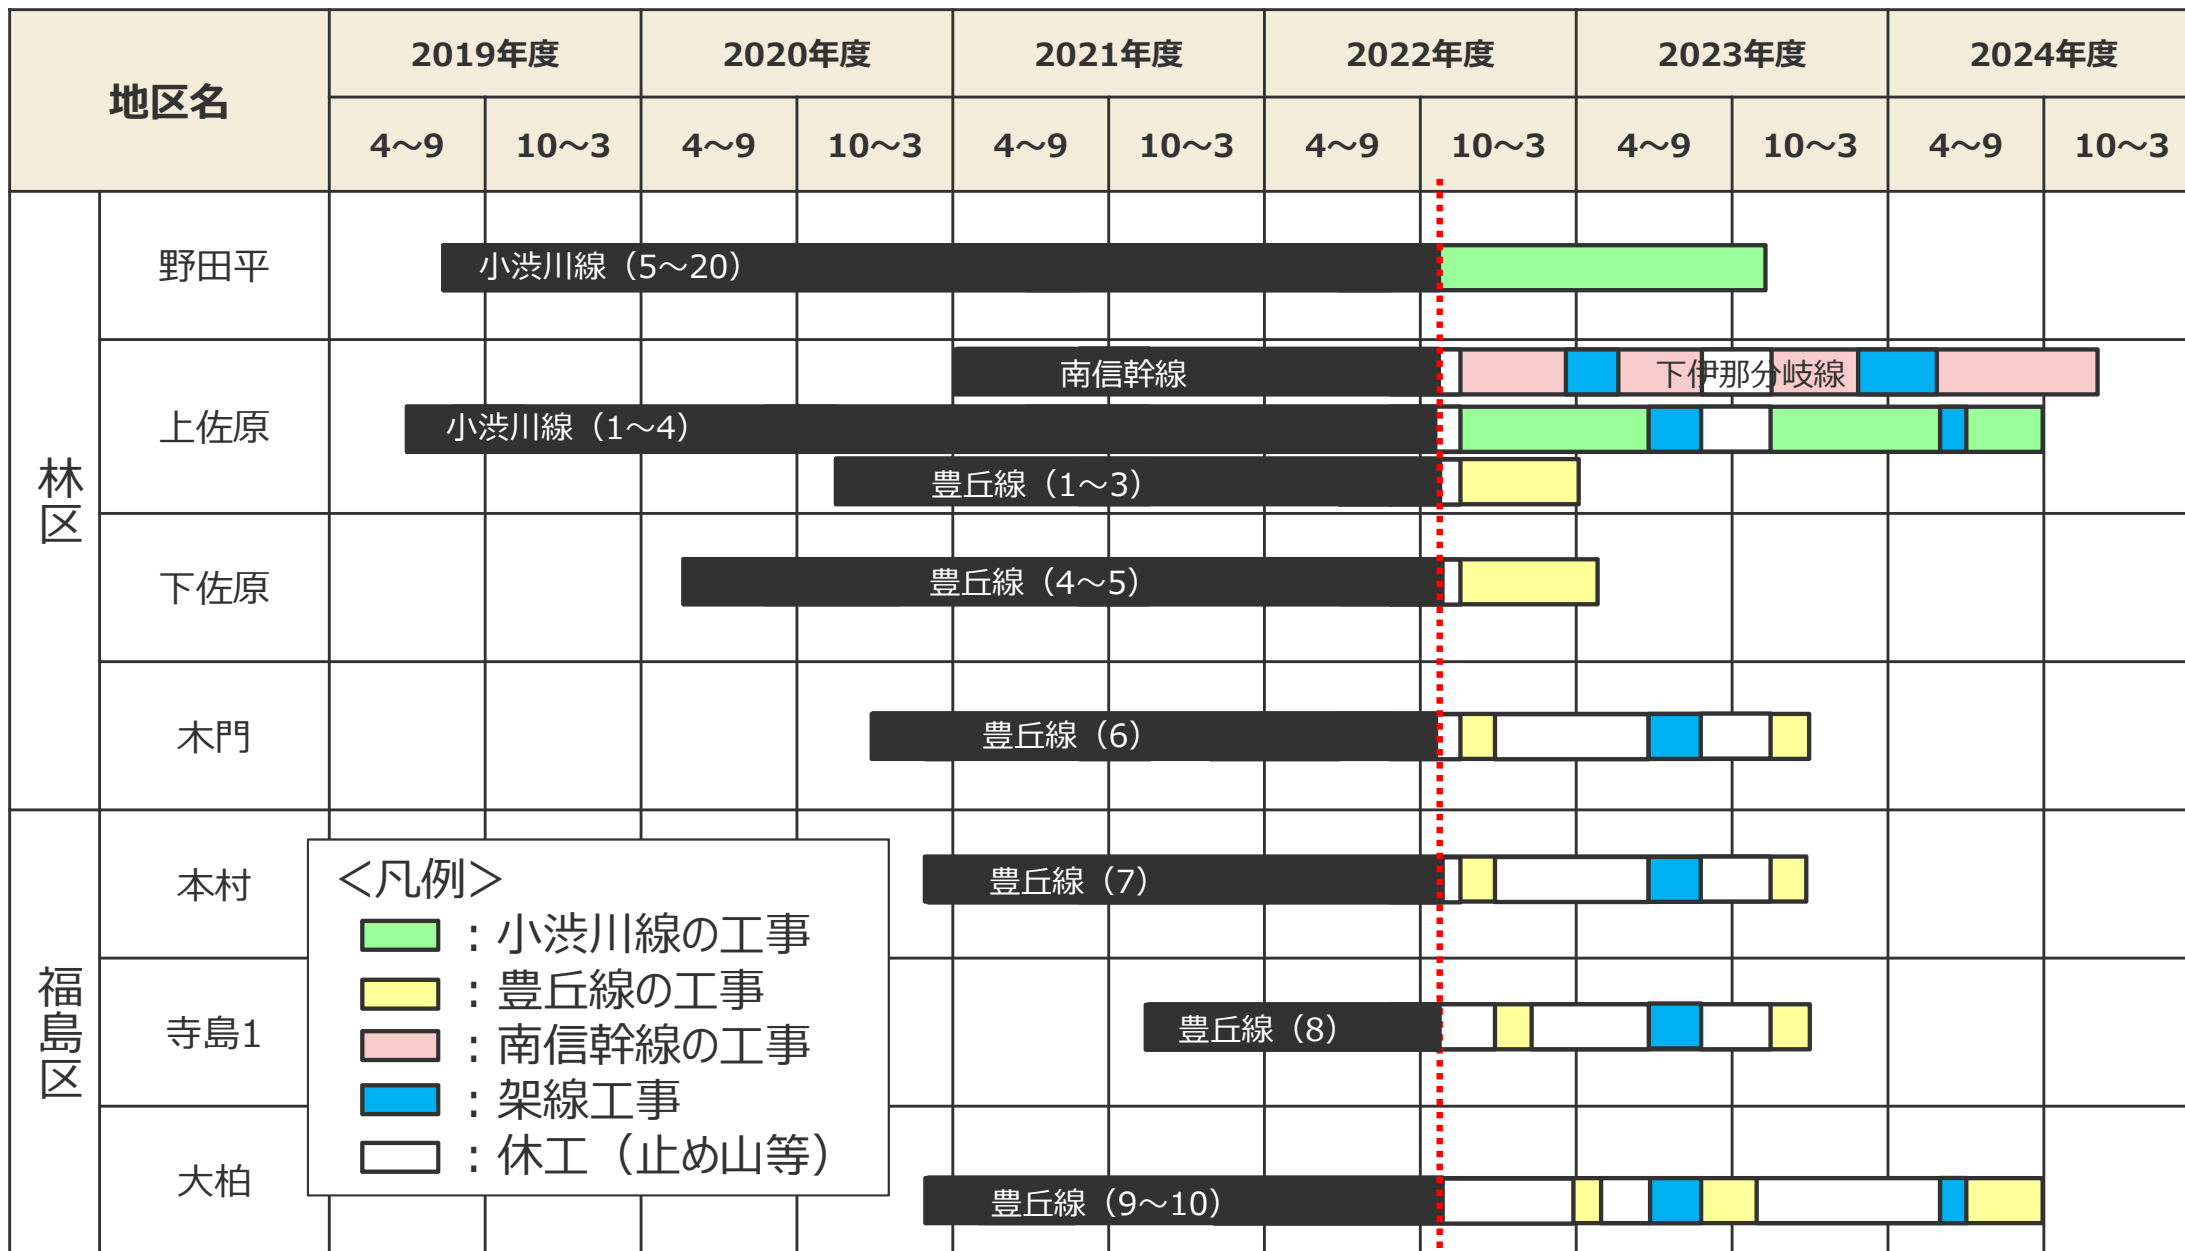 地区名
2019年度
2020年度
2021年度
2022年度
2023年度
2024年度
4～9
10～3
4～9
10～3
4～9
10～3
4～9
10～3
4～9
10～3
4～9
10～3
林区
野田平
小渋川線（5～20）
上佐原
南信幹線
下伊那分岐線
小渋川線（1～4）
豊丘線（1～3）
下佐原
豊丘線（4～5）
木門
豊丘線（6）
福島区
本村
豊丘線（7）
寺島1
豊丘線（8）
大柏
豊丘線（9～10）
＜凡例＞
：小渋川線の工事
：豊丘線の工事
：南信幹線の工事
：架線工事
：休工（止め山等）